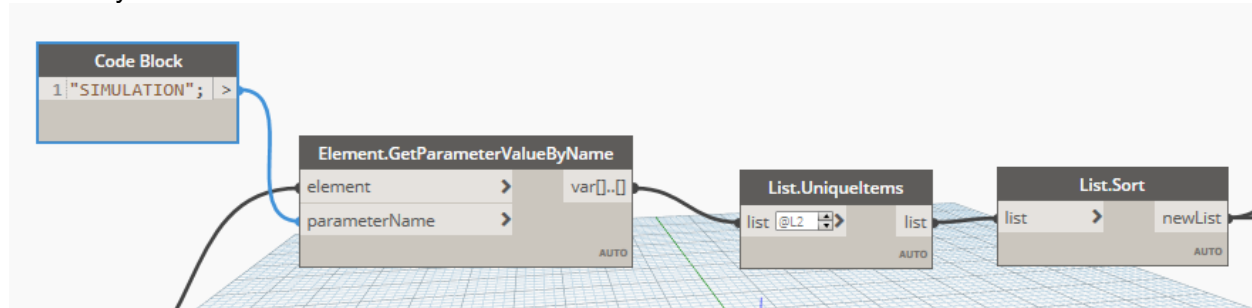 Code Block
1 "SIMULATION"; >
Element.GetParameterValueByName
element > var[]..[]
parameterName >
AUTO
List.UniqueItems
list @L2 > list
AUTO
List.Sort
list > newList
AUTO